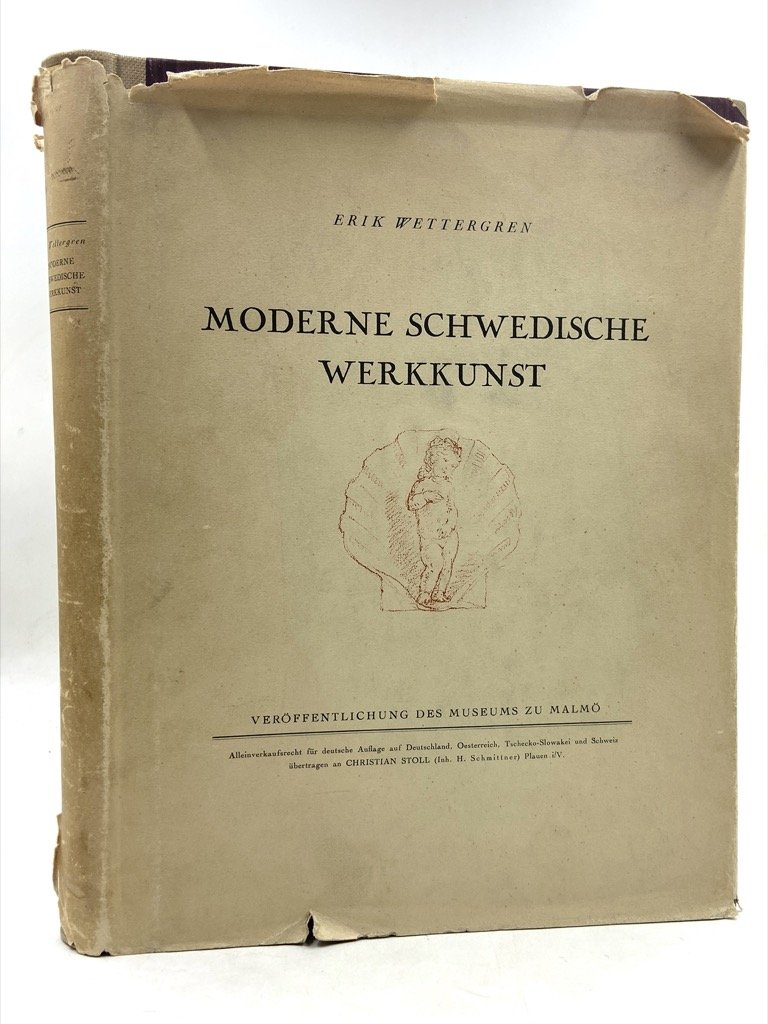 ERIK WETTERGREN
MODERNE SCHWEDISCHE
WERKKUNST
VERÖFFENTLICHUNG DES MUSEUMS ZU MALMÖ
Alleinverkaufsrecht für deutsche Auflage auf Deutschland, Oesterreich, Tschecko-Slowakei und Schweiz
übertragen an CHRISTIAN STOLL (Inh. H. Schmittner) Plauen i/V.
Wettergren
MODERNE
SCHWEDISCHE
WERKKUNST